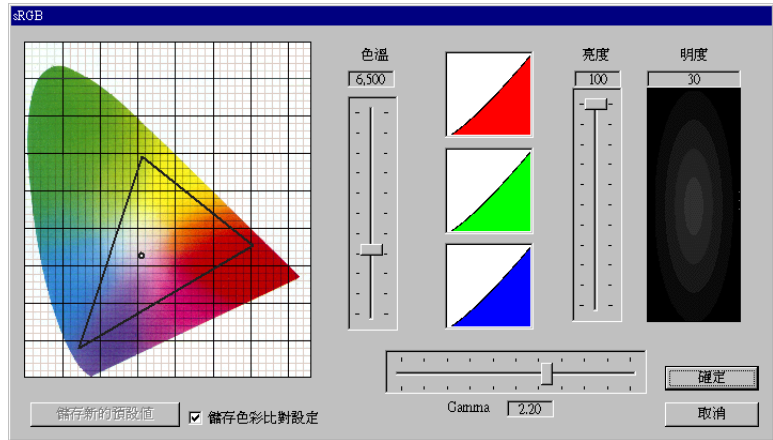 sRGB
色溫
6,500
亮度
100
明度
30
Gamma
2.20
確定
取消
儲存新的預設值
儲存色彩比對設定